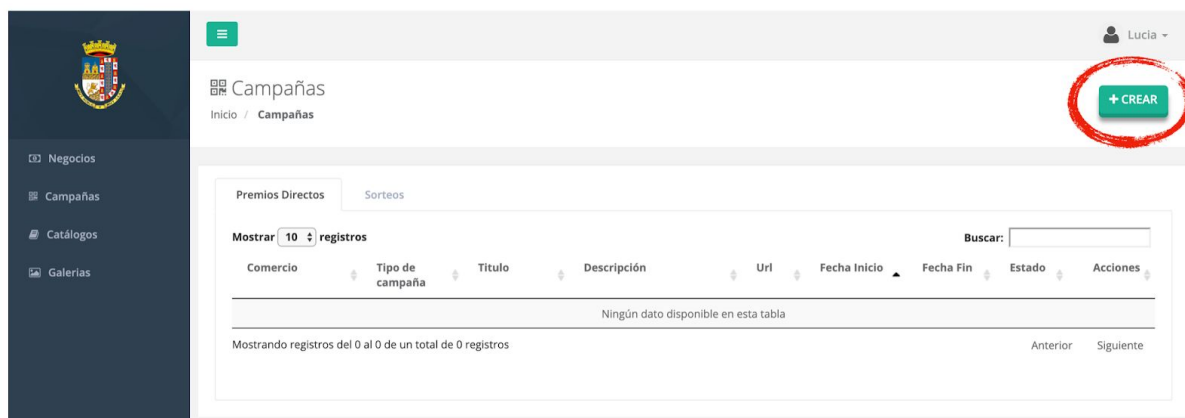 Lucia
Campañas
Inicio / Campañas
+ CREAR
Negocios
Campañas
Catálogos
Galerias
Premios Directos Sorteos
Mostrar 10 registros Buscar:
Comercio Tipo de campaña Titulo Descripción Url Fecha Inicio Fecha Fin Estado Acciones
Ningún dato disponible en esta tabla
Mostrando registros del 0 al 0 de un total de 0 registros Anterior Siguiente